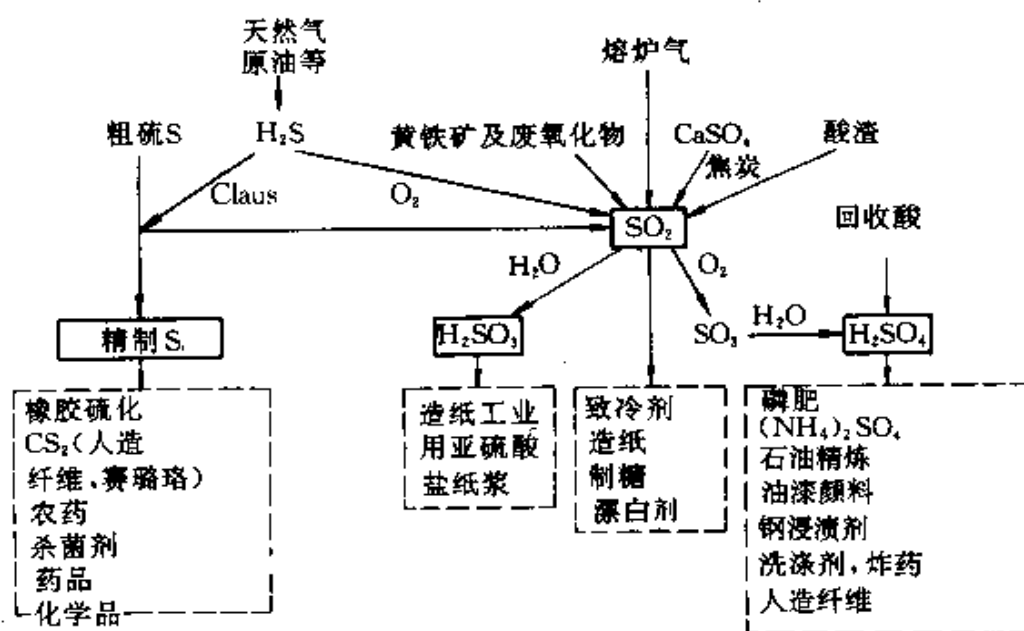 天然气
原油等
熔炉气
粗硫S
H₂S
黄铁矿及废氧化物
CaSO₄
焦炭
酸渣
Claus
O₂
SO₂
回收酸
H₂O
O₂
精制S
H₂SO₃
SO₃
H₂O
H₂SO₄
橡胶硫化
CS₂(人造
纤维、赛璐珞)
农药
杀菌剂
药品
化学品
造纸工业
用亚硫酸
盐纸浆
致冷剂
造纸
制糖
漂白剂
磷肥
(NH₄)₂SO₄
石油精炼
油漆颜料
钢浸渍剂
洗涤剂，炸药
人造纤维